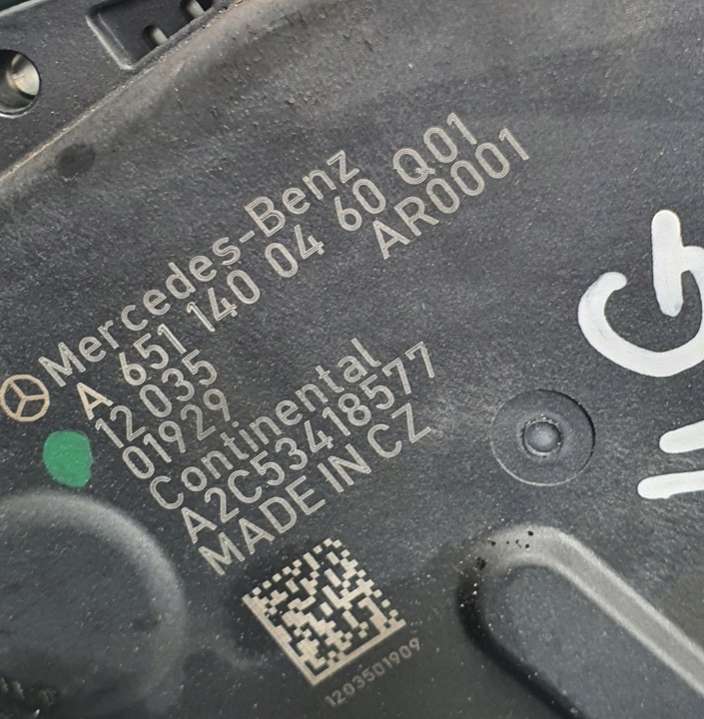 Mercedes-Benz
A 651 140 04 60 Q01
AR0001
12 035
01929
Continental
A2C53418577
MADE IN CZ
1203501909